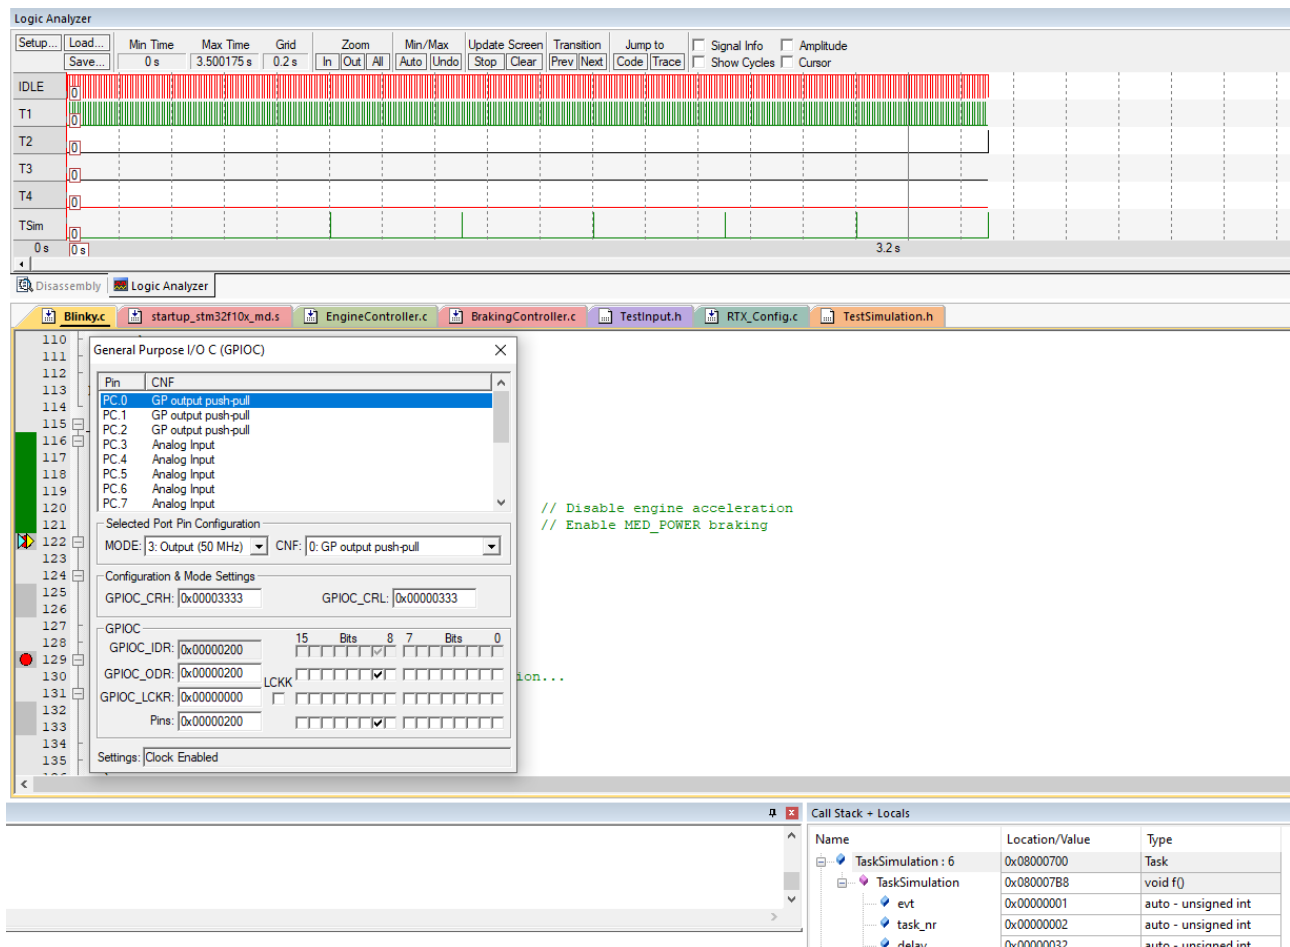 Logic Analyzer
Setup... Load... Min Time Max Time Grid Zoom Min/Max Update Screen Transition Jump to Signal Info Amplitude
Save... 0 s 3.500175 s 0.2 s In Out All Auto Undo Stop Clear Prev Next Code Trace Show Cycles Cursor
IDLE 0
T1 0
T2 0
T3 0
T4 0
TSim 0
0 s 0 s 3.2 s
Disassembly Logic Analyzer
Blinky.c startup_stm32f10x_md.s EngineController.c BrakingController.c TestInput.h RTX_Config.c TestSimulation.h
110
111
112
113
114
115
116
117
118
119
120 // Disable engine acceleration
121 // Enable MED_POWER braking
122
123
124
125
126
127
128
129
130 ion...
131
132
133
134
135
General Purpose I/O C (GPIOC)
Pin CNF
PC.0 GP output push-pull
PC.1 GP output push-pull
PC.2 GP output push-pull
PC.3 Analog Input
PC.4 Analog Input
PC.5 Analog Input
PC.6 Analog Input
PC.7 Analog Input
Selected Port Pin Configuration
MODE: 3: Output (50 MHz) CNF: 0: GP output push-pull
Configuration & Mode Settings
GPIOC_CRH: 0x00003333 GPIOC_CRL: 0x00000333
GPIOC
15 Bits 8 7 Bits 0
GPIOC_IDR: 0x00000200
GPIOC_ODR: 0x00000200
LCKK
GPIOC_LCKR: 0x00000000
Pins: 0x00000200
Settings: Clock Enabled
Call Stack + Locals
Name Location/Value Type
TaskSimulation : 6 0x08000700 Task
TaskSimulation 0x080007B8 void f()
evt 0x00000001 auto - unsigned int
task_nr 0x00000002 auto - unsigned int
delay 0x00000032 auto - unsigned int